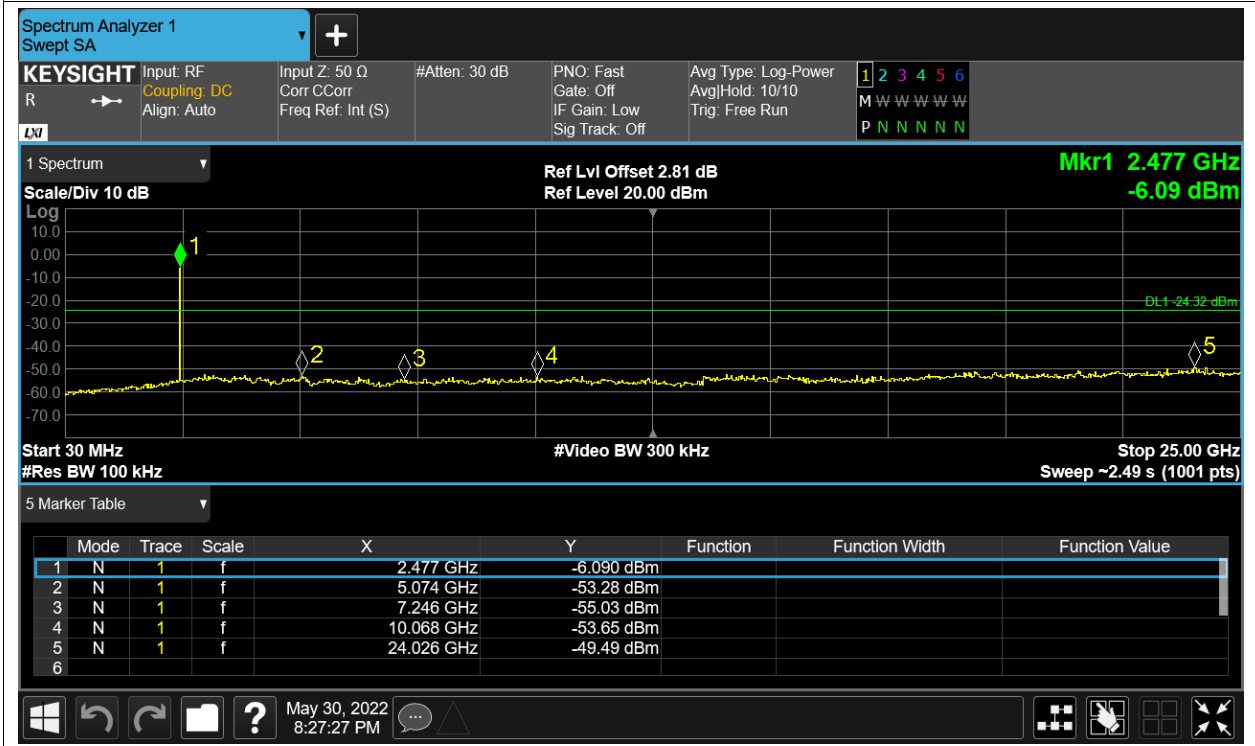 Spectrum Analyzer 1
Swept SA
+
KEYSIGHT Input: RF Input Z: 50 Ω #Atten: 30 dB PNO: Fast Avg Type: Log-Power 1 2 3 4 5 6
R Coupling: DC Corr CCorr Gate: Off Avg|Hold: 10/10 M W W W W W
Align: Auto Freq Ref: Int (S) IF Gain: Low Trig: Free Run
LXI Sig Track: Off P N N N N N
1 Spectrum Ref Lvl Offset 2.81 dB Mkr1 2.477 GHz
Scale/Div 10 dB Ref Level 20.00 dBm -6.09 dBm
Log
10.0
1
0.00
-10.0
-20.0
DL1 -24.32 dBm
-30.0
-40.0
2 3 4 5
-50.0
-60.0
-70.0
Start 30 MHz #Video BW 300 kHz Stop 25.00 GHz
#Res BW 100 kHz Sweep ~2.49 s (1001 pts)
5 Marker Table
Mode Trace Scale X Y Function Function Width Function Value
1 N 1 f 2.477 GHz -6.090 dBm
2 N 1 f 5.074 GHz -53.28 dBm
3 N 1 f 7.246 GHz -55.03 dBm
4 N 1 f 10.068 GHz -53.65 dBm
5 N 1 f 24.026 GHz -49.49 dBm
6
? May 30, 2022
8:27:27 PM